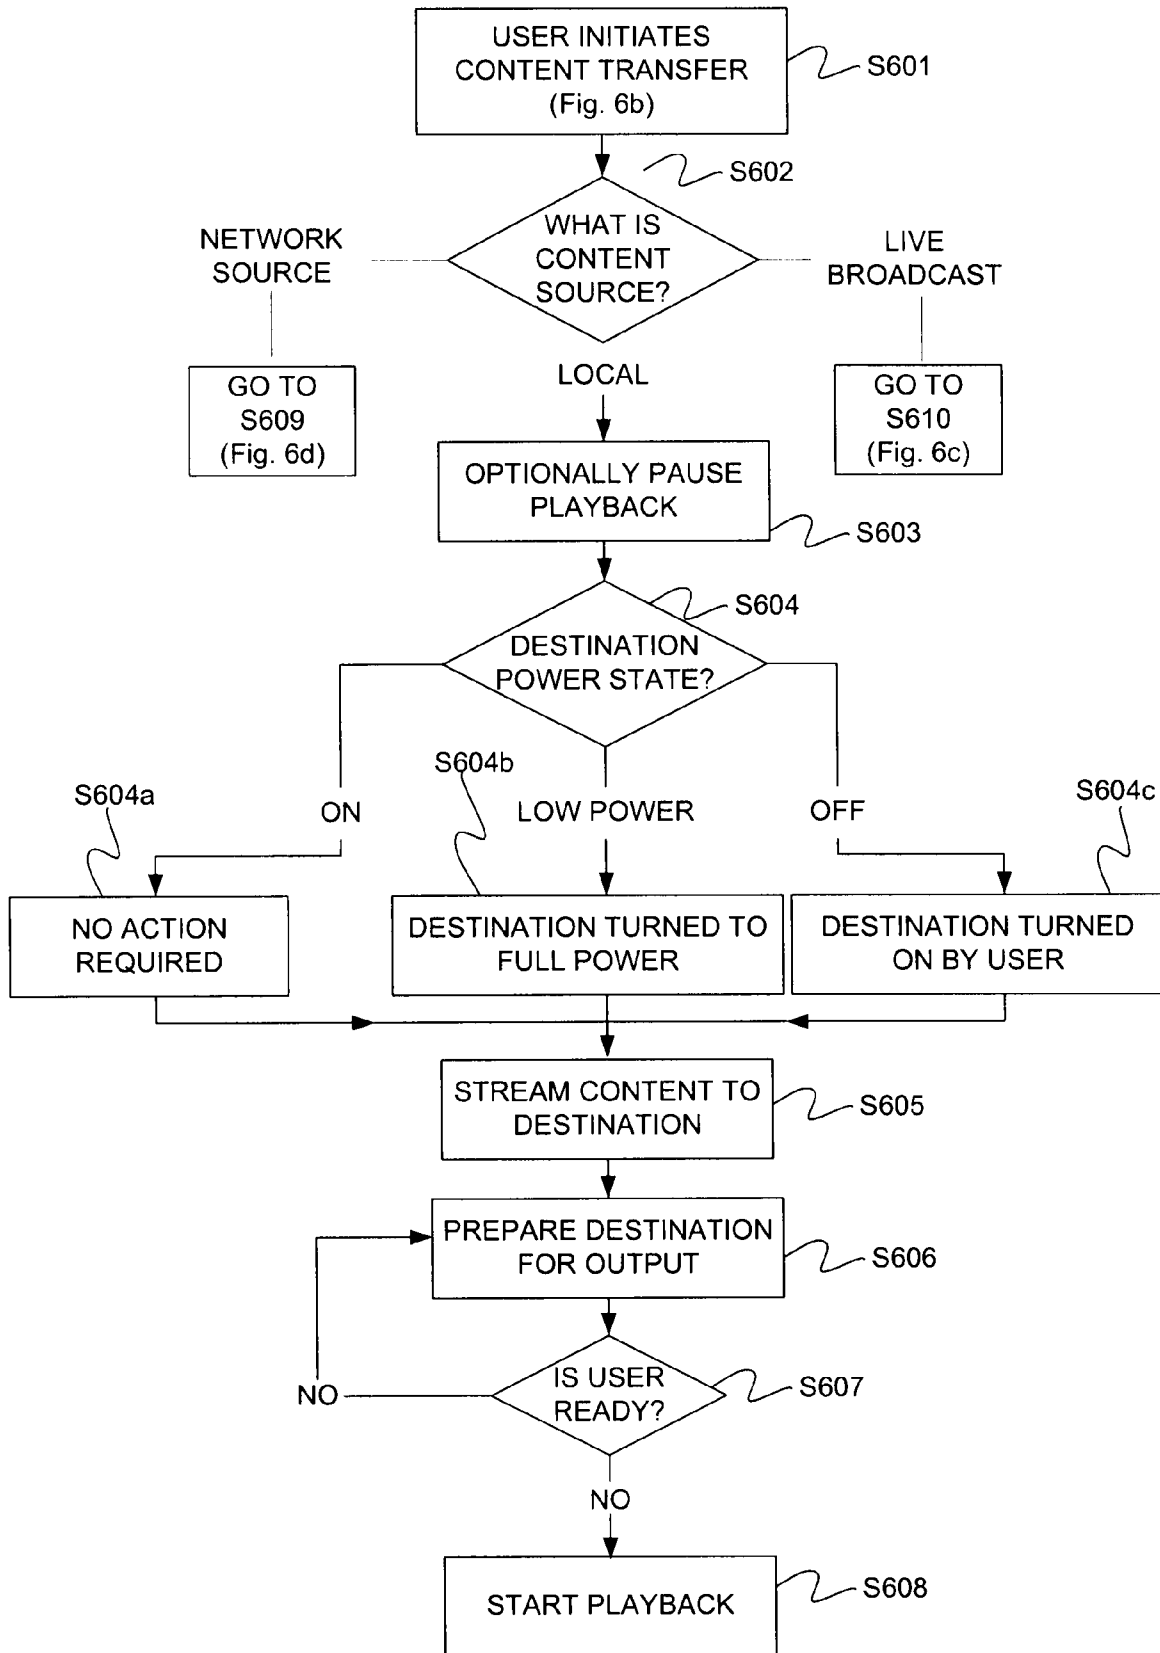 USER INITIATES
CONTENT TRANSFER
(Fig. 6b)
S601
S602
WHAT IS
CONTENT
SOURCE?
NETWORK
SOURCE
LIVE
BROADCAST
GO TO
S609
(Fig. 6d)
LOCAL
GO TO
S610
(Fig. 6c)
OPTIONALLY PAUSE
PLAYBACK
S603
S604
DESTINATION
POWER STATE?
S604a
ON
S604b
LOW POWER
OFF
S604c
NO ACTION
REQUIRED
DESTINATION TURNED TO
FULL POWER
DESTINATION TURNED
ON BY USER
STREAM CONTENT TO
DESTINATION
S605
PREPARE DESTINATION
FOR OUTPUT
S606
IS USER
READY?
S607
NO
NO
START PLAYBACK
S608